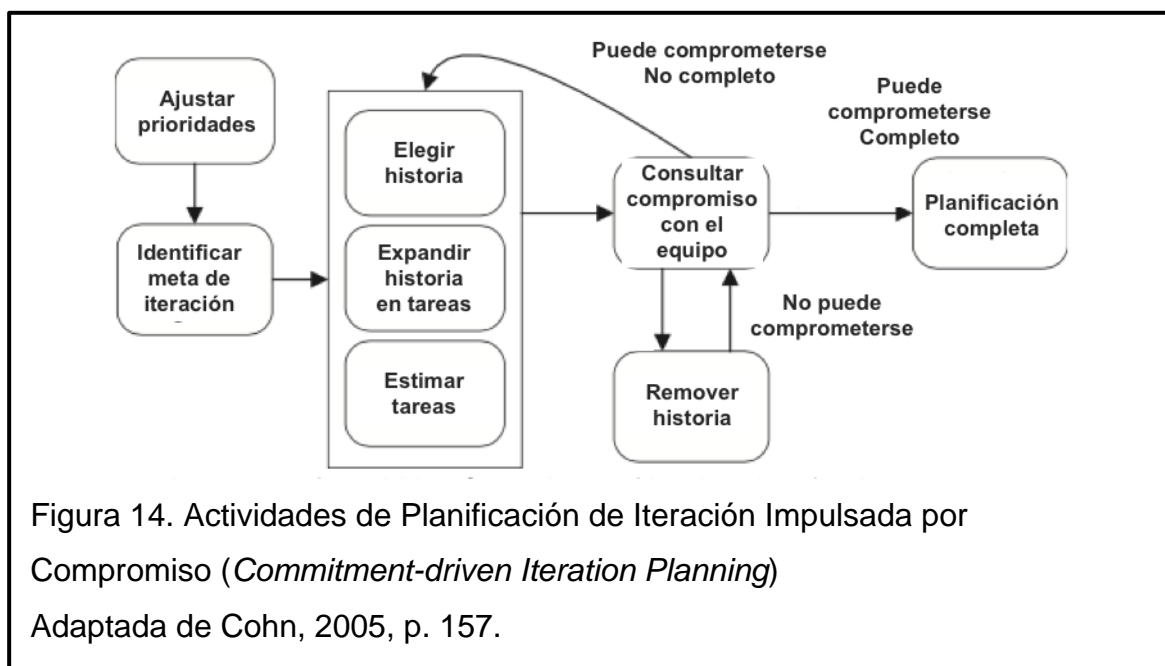 Ajustar
prioridades
Identificar
meta de
iteración
Elegir
historia
Expandir
historia
en tareas
Estimar
tareas
Puede comprometerse
No completo
Consultar
compromiso
con el
equipo
Puede
comprometerse
Completo
Planificación
completa
No puede
comprometerse
Remover
historia
Figura 14. Actividades de Planificación de Iteración Impulsada por
Compromiso (Commitment-driven Iteration Planning)
Adaptada de Cohn, 2005, p. 157.